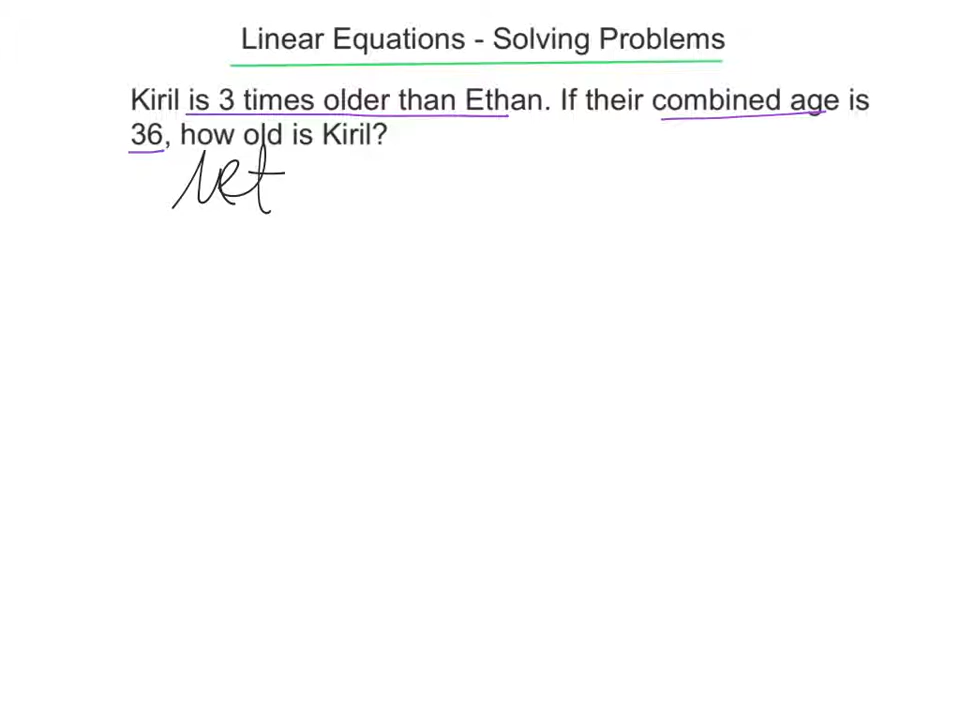 Linear Equations - Solving Problems
Kiril is 3 times older than Ethan. If their combined age is
36, how old is Kiril?
let